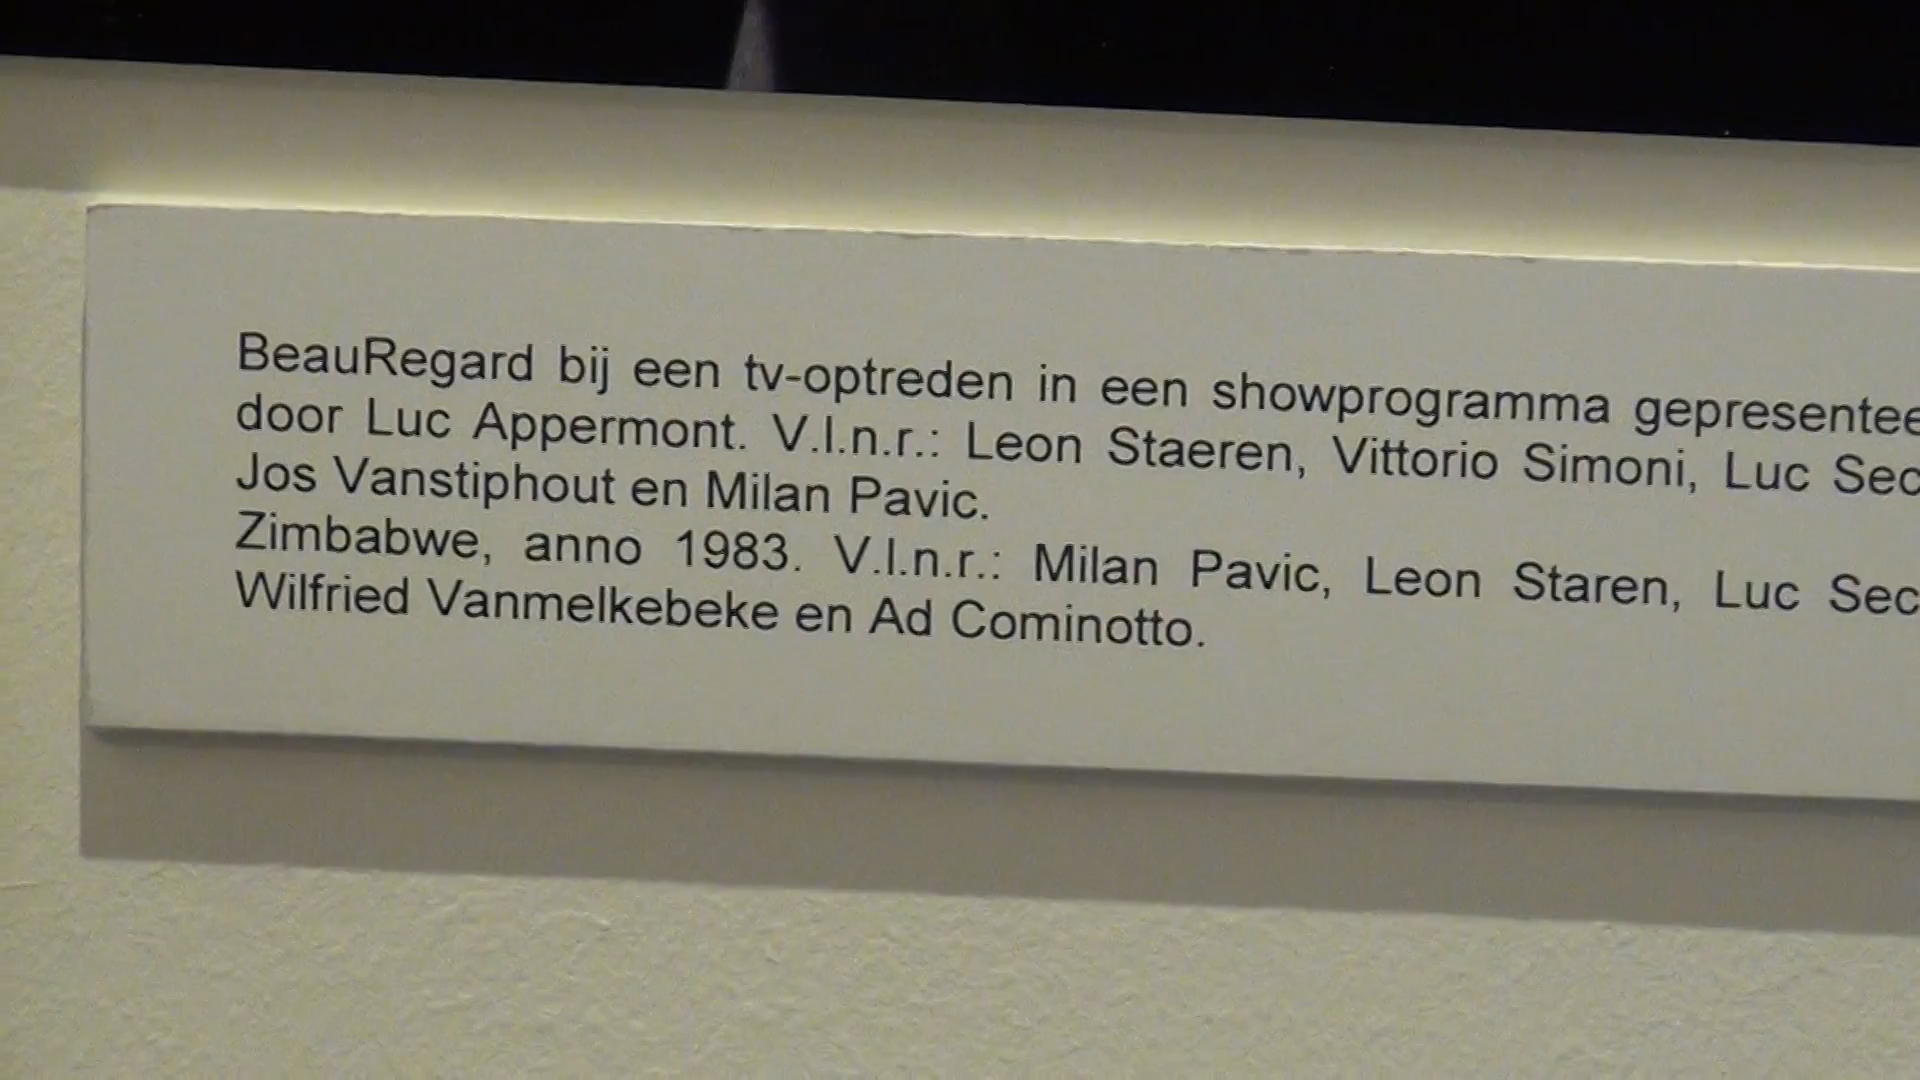 BeauRegard bij een tv-optreden in een showprogramma gepresentee
door Luc Appermont. V.l.n.r.: Leon Staeren, Vittorio Simoni, Luc Sec
Jos Vanstiphout en Milan Pavic.
Zimbabwe, anno 1983. V.l.n.r.: Milan Pavic, Leon Staren, Luc Sec
Wilfried Vanmelkebeke en Ad Cominotto.